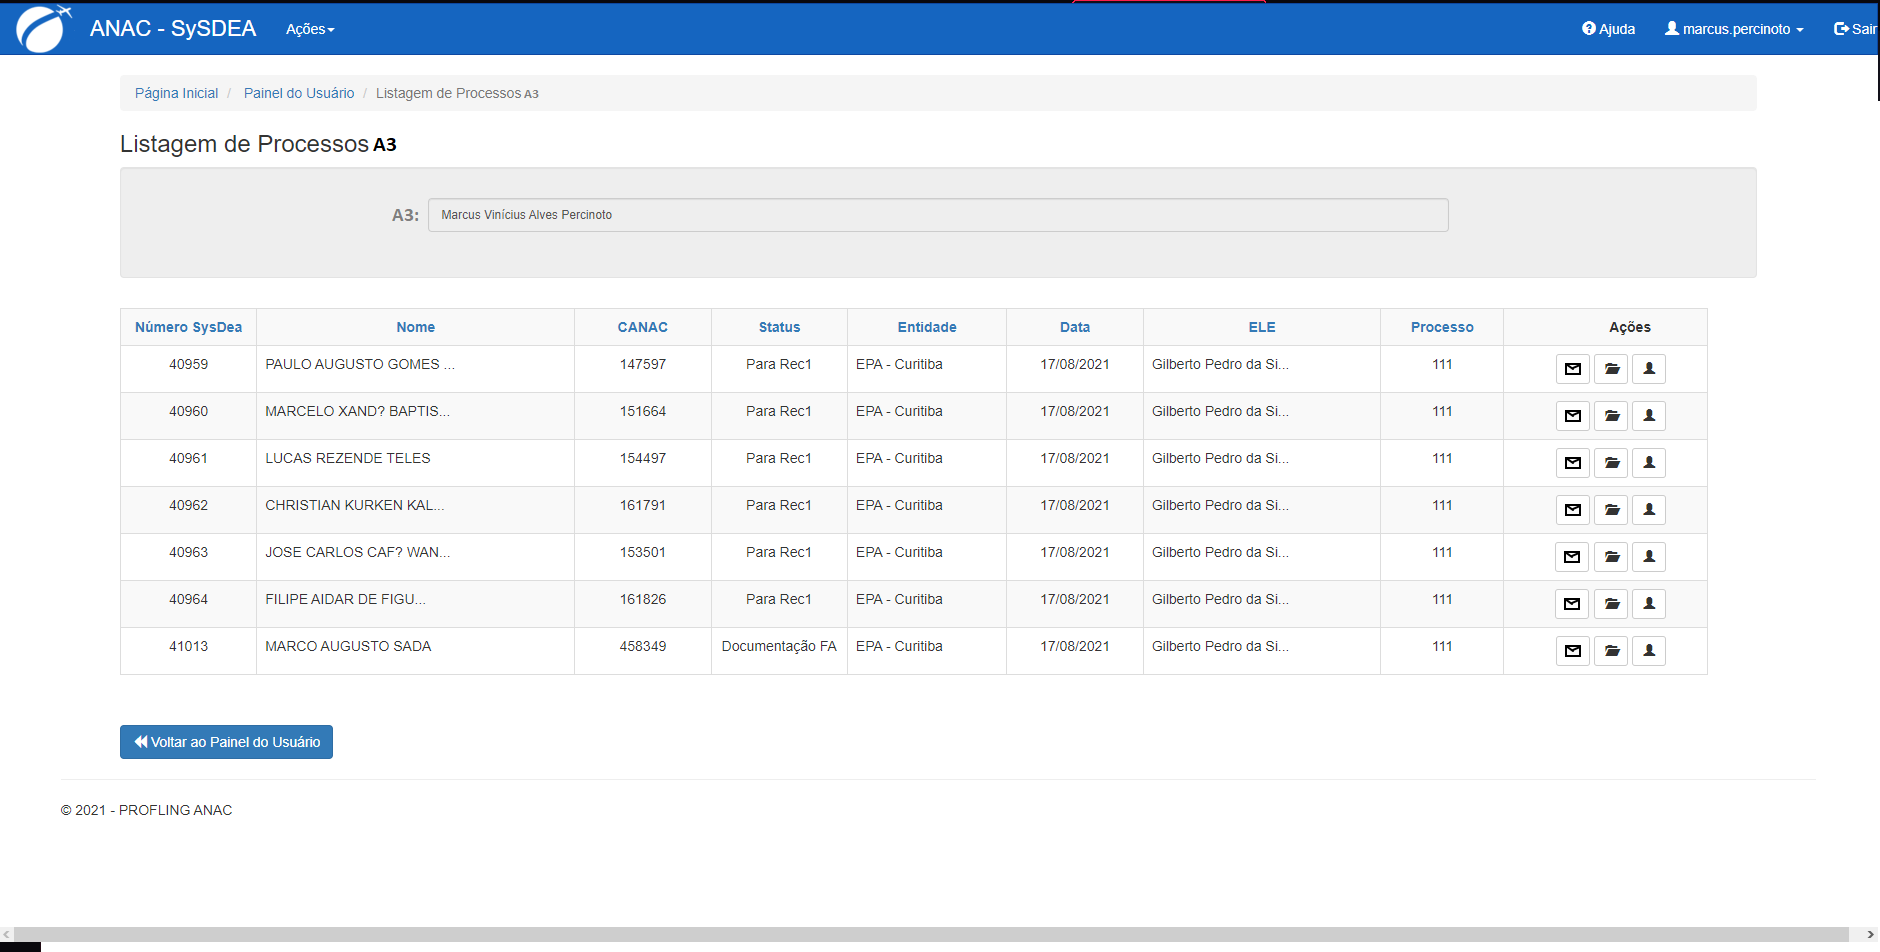 ANAC - SySDEA Ações Ajuda marcus.percinoto Sair
Página Inicial / Painel do Usuário / Listagem de Processos A3
Listagem de Processos A3
A3: Marcus Vinícius Alves Percinoto
Número SysDea Nome CANAC Status Entidade Data ELE Processo Ações
40959 PAULO AUGUSTO GOMES ... 147597 Para Rec1 EPA - Curitiba 17/08/2021 Gilberto Pedro da Si... 111
40960 MARCELO XAND? BAPTIS... 151664 Para Rec1 EPA - Curitiba 17/08/2021 Gilberto Pedro da Si... 111
40961 LUCAS REZENDE TELES 154497 Para Rec1 EPA - Curitiba 17/08/2021 Gilberto Pedro da Si... 111
40962 CHRISTIAN KURKEN KAL... 161791 Para Rec1 EPA - Curitiba 17/08/2021 Gilberto Pedro da Si... 111
40963 JOSE CARLOS CAF? WAN... 153501 Para Rec1 EPA - Curitiba 17/08/2021 Gilberto Pedro da Si... 111
40964 FILIPE AIDAR DE FIGU... 161826 Para Rec1 EPA - Curitiba 17/08/2021 Gilberto Pedro da Si... 111
41013 MARCO AUGUSTO SADA 458349 Documentação FA EPA - Curitiba 17/08/2021 Gilberto Pedro da Si... 111
Voltar ao Painel do Usuário
© 2021 - PROFLING ANAC